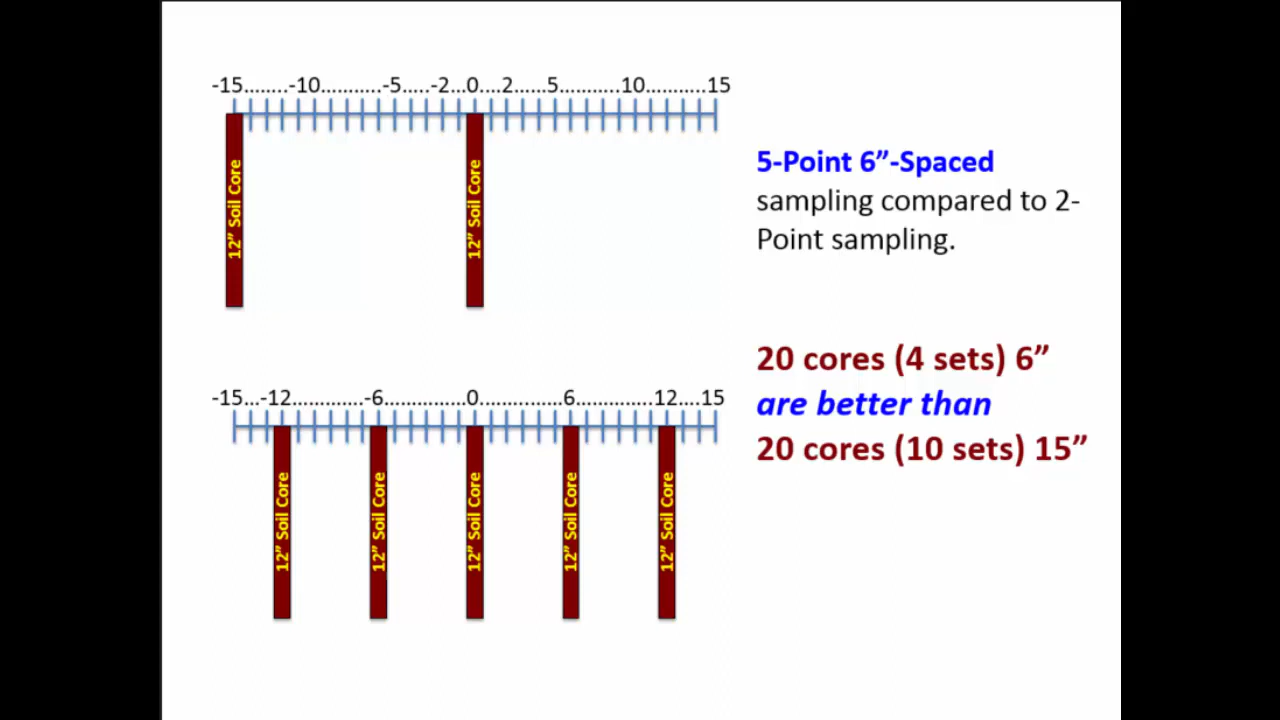 -15........-10...........-5.....-2...0....2......5...........10...........15
12” Soil Core
12” Soil Core
5-Point 6”-Spaced
sampling compared to 2-
Point sampling.
20 cores (4 sets) 6”
are better than
20 cores (10 sets) 15”
-15...-12.............-6................0..............6..............12....15
12” Soil Core
12” Soil Core
12” Soil Core
12” Soil Core
12” Soil Core